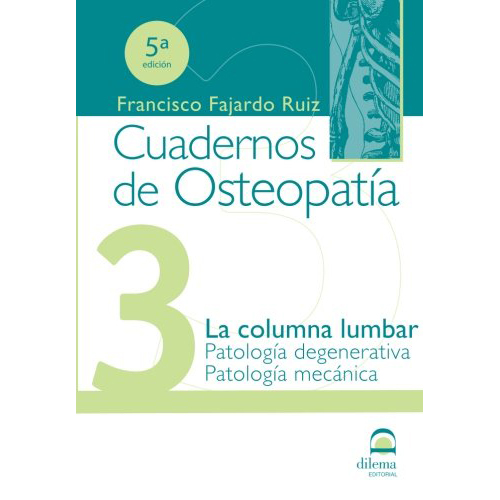 5ª
edición
Francisco Fajardo Ruiz
Cuadernos
de Osteopatía
3
La columna lumbar
Patología degenerativa
Patología mecánica
dilema
EDITORIAL